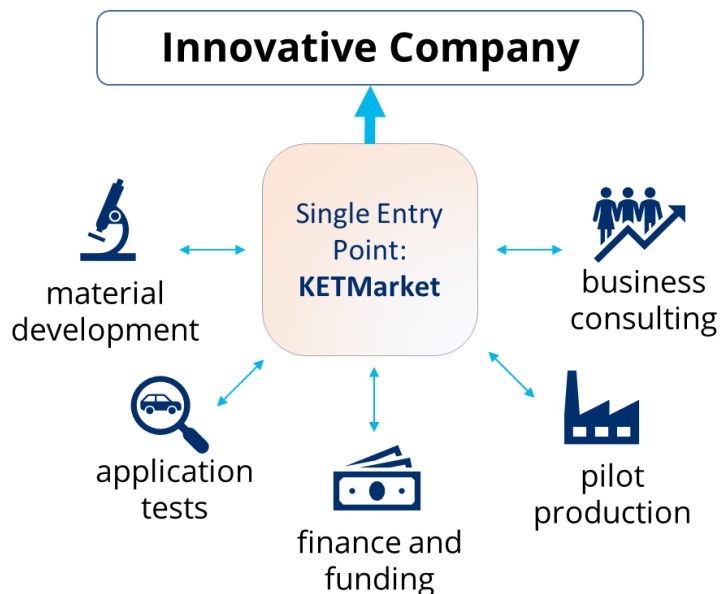 Innovative Company
Single Entry
Point:
KETMarket
material
development
business
consulting
application
tests
pilot
production
finance and
funding